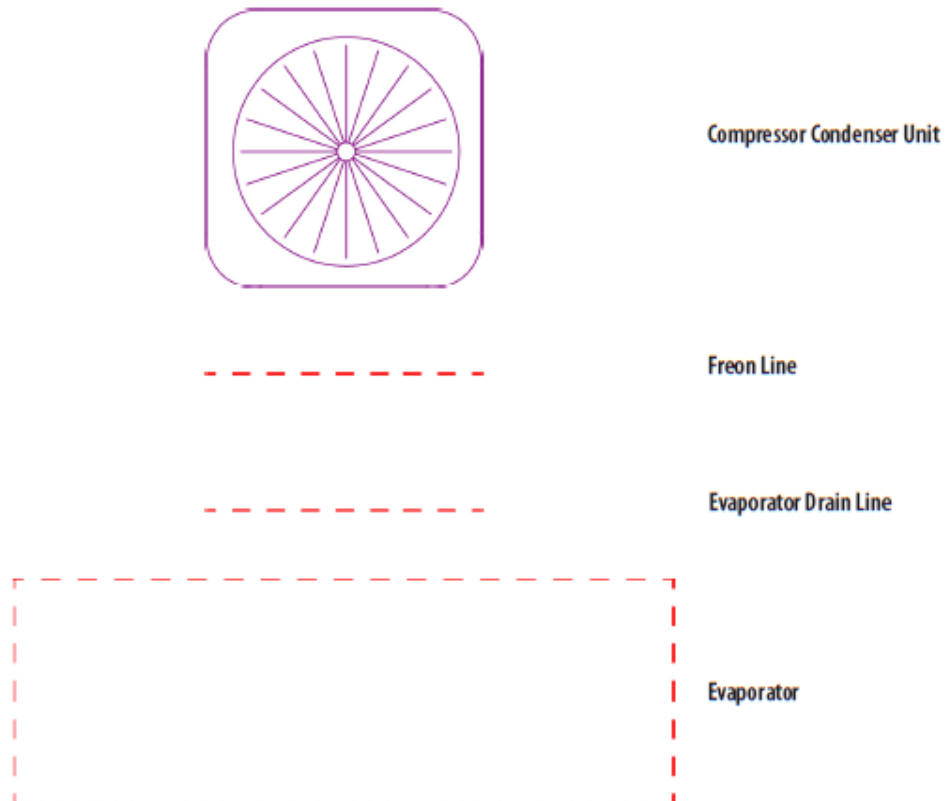 Compressor Condenser Unit
Freon Line
Evaporator Drain Line
Evaporator